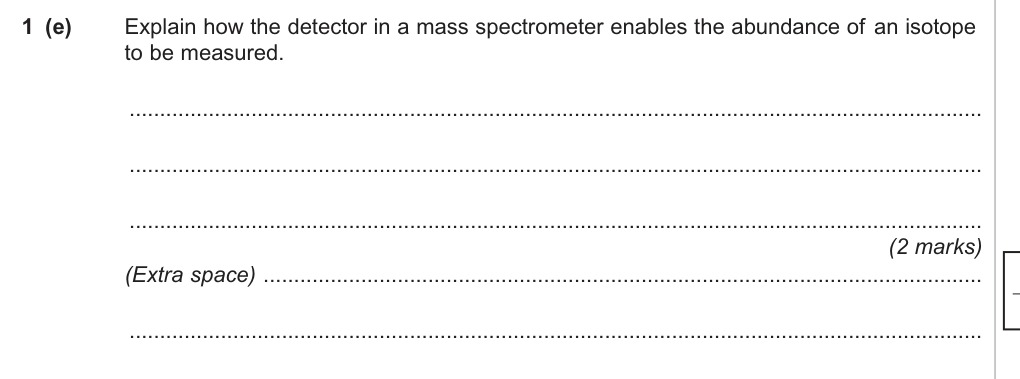 1 (e) Explain how the detector in a mass spectrometer enables the abundance of an isotope
to be measured.
....................................................................................................................................
....................................................................................................................................
....................................................................................................................................
(2 marks)
(Extra space) ...............................................................................................................
....................................................................................................................................